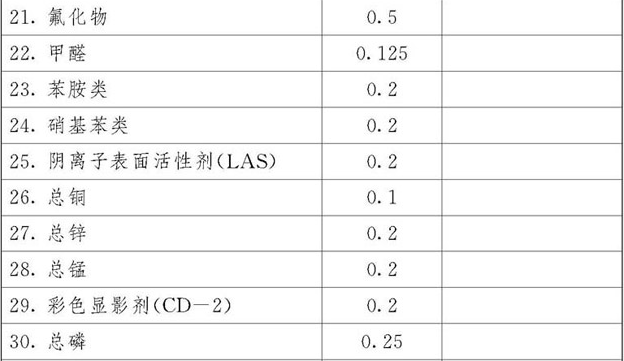 21. 氟化物 0.5
22. 甲醛 0.125
23. 苯胺类 0.2
24. 硝基苯类 0.2
25. 阴离子表面活性剂(LAS) 0.2
26. 总铜 0.1
27. 总锌 0.2
28. 总锰 0.2
29. 彩色显影剂(CD－2) 0.2
30. 总磷 0.25